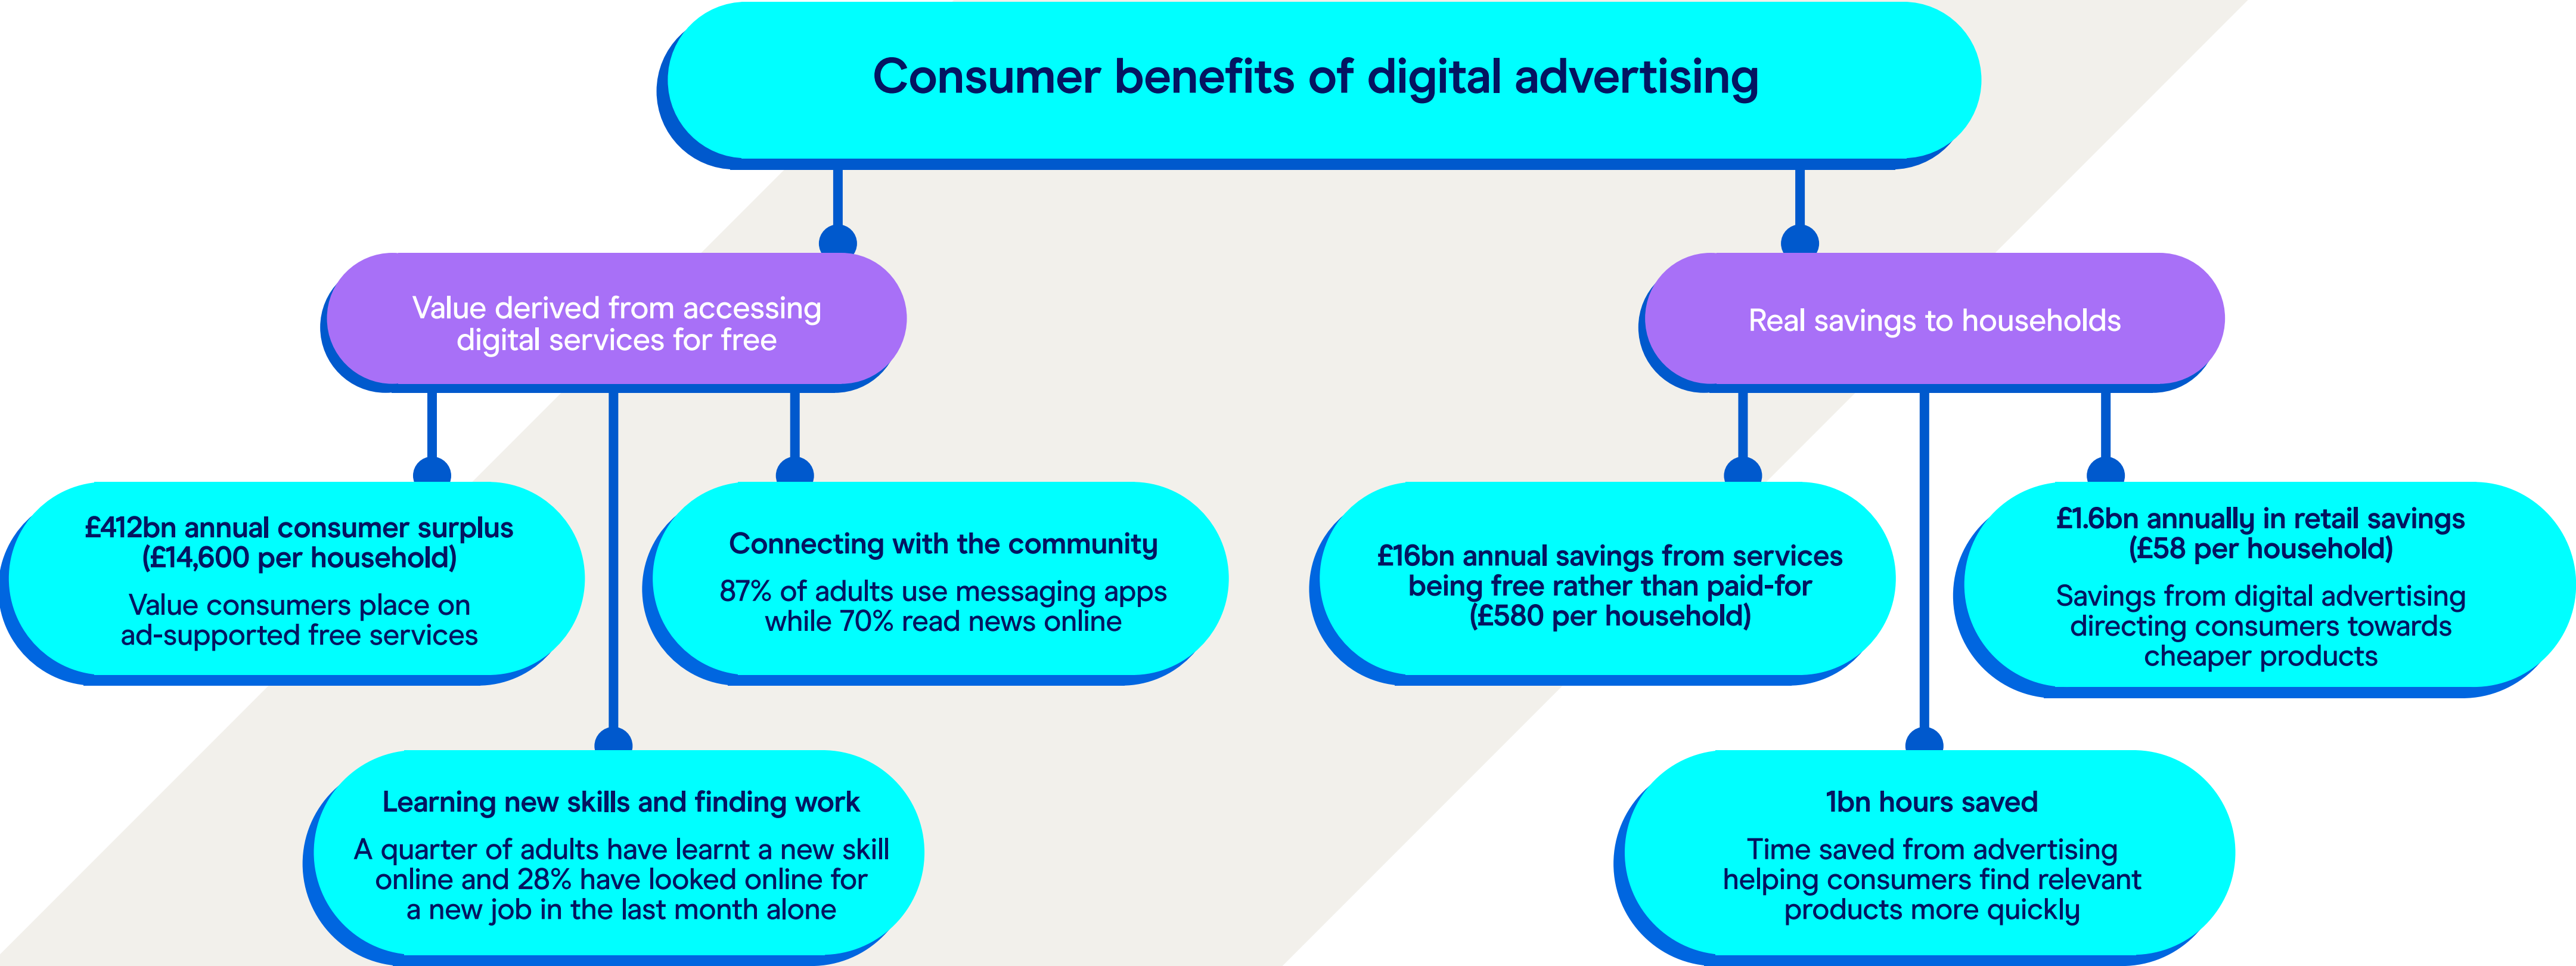 Consumer benefits of digital advertising
Value derived from accessing
digital services for free
£412bn annual consumer surplus
(£14,600 per household)
Value consumers place on
ad-supported free services
Learning new skills and finding work
A quarter of adults have learnt a new skill
online and 28% have looked online for
a new job in the last month alone
Connecting with the community
87% of adults use messaging apps
while 70% read news online
Real savings to households
£16bn annual savings from services
being free rather than paid-for
(£580 per household)
1bn hours saved
Time saved from advertising
helping consumers find relevant
products more quickly
£1.6bn annually in retail savings
(£58 per household)
Savings from digital advertising
directing consumers towards
cheaper products